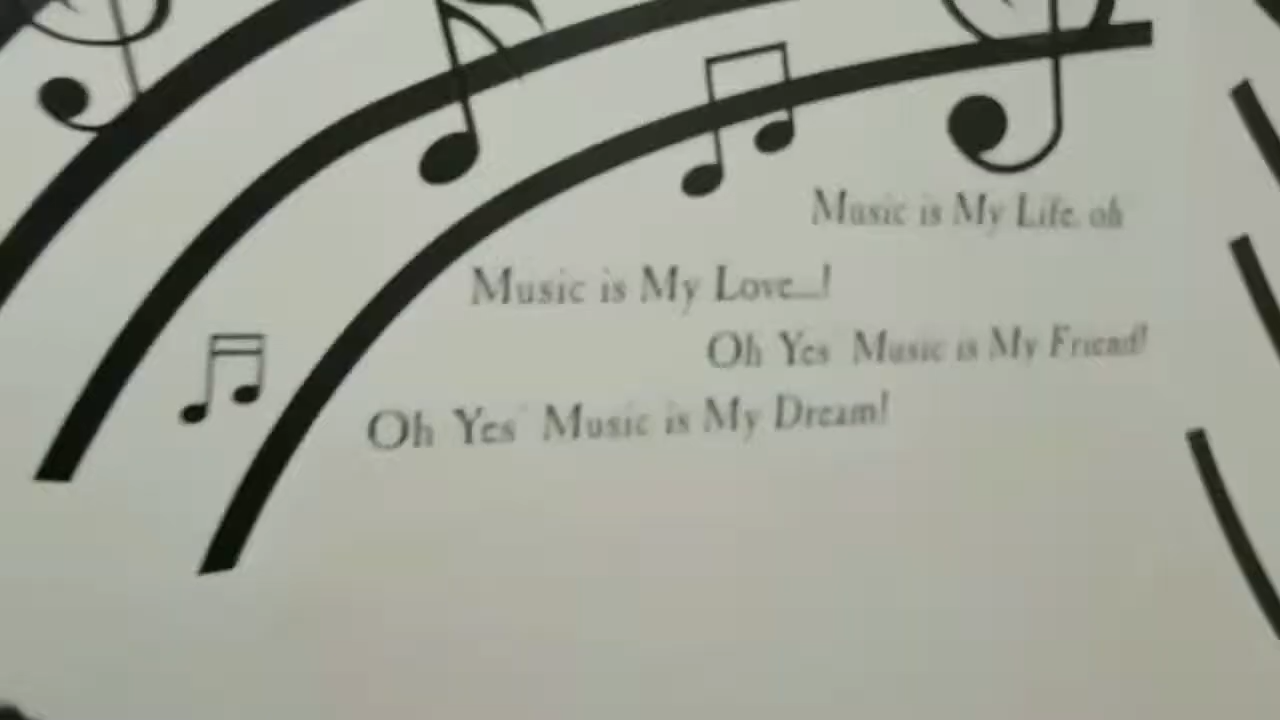 Music is My Life. oh
Music is My Love...!
Oh Yes Music is My Friend!
Oh Yes Music is My Dream!